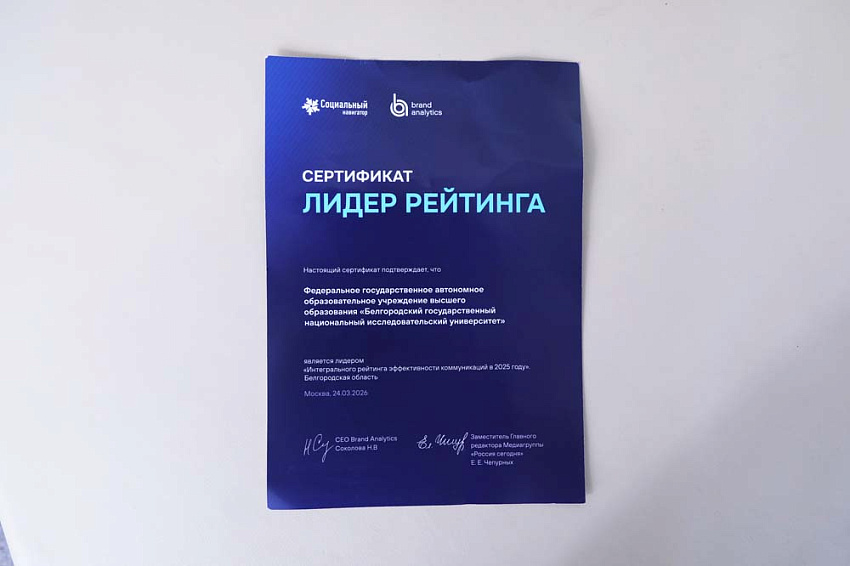 Социальный
навигатор
brand
analytics
СЕРТИФИКАТ
ЛИДЕР РЕЙТИНГА
Настоящий сертификат подтверждает, что
Федеральное государственное автономное
образовательное учреждение высшего
образования «Белгородский государственный
национальный исследовательский университет»
является лидером
«Интегрального рейтинга эффективности коммуникаций в 2025 году».
Белгородская область
Москва, 24.03.2026
CEO Brand Analytics
Соколова Н.В
Заместитель Главного
редактора Медиагруппы
«Россия сегодня»
Е. Е. Чепурных